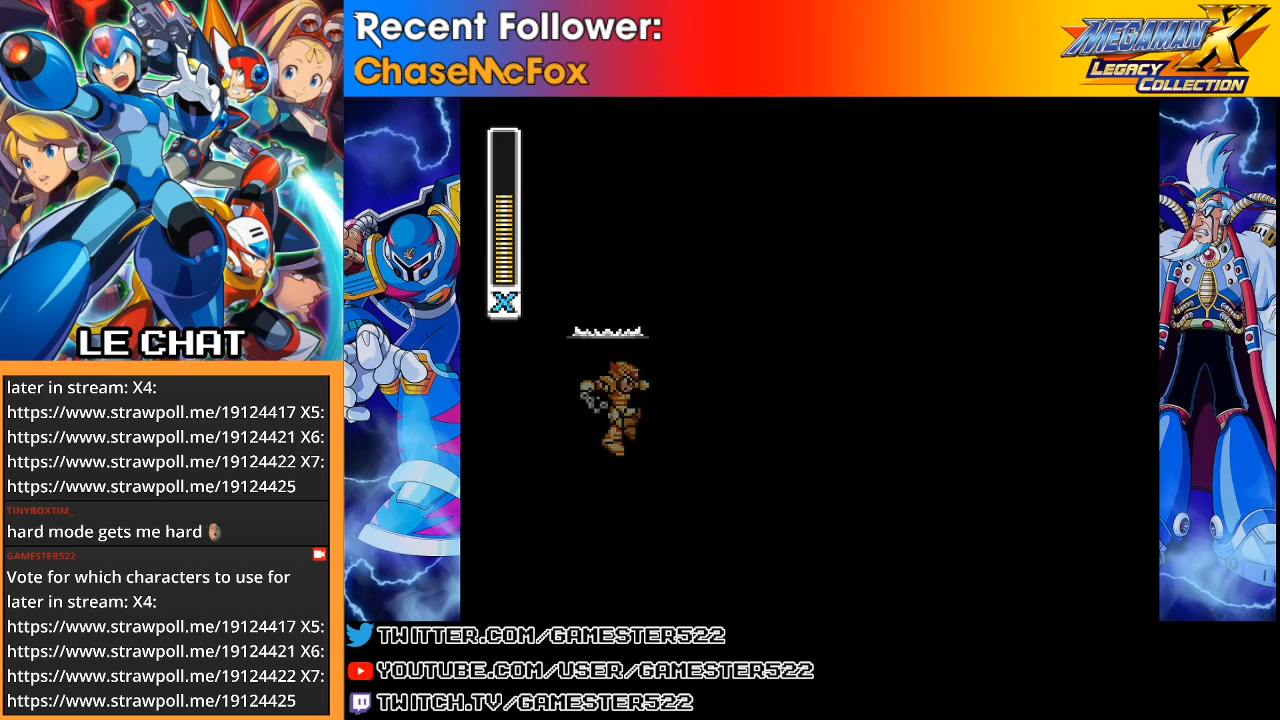 Recent Follower:
ChaseMcFox
MEGAMAN X
LEGACY
COLLECTION
LE CHAT
later in stream: X4:
https://www.strawpoll.me/19124417 X5:
https://www.strawpoll.me/19124421 X6:
https://www.strawpoll.me/19124422 X7:
https://www.strawpoll.me/19124425
TINYBOXTIM_
hard mode gets me hard
GAMESTER522
Vote for which characters to use for
later in stream: X4:
https://www.strawpoll.me/19124417 X5:
https://www.strawpoll.me/19124421 X6:
https://www.strawpoll.me/19124422 X7:
https://www.strawpoll.me/19124425
X
TWITTER.COM/GAMESTER522
YOUTUBE.COM/USER/GAMESTER522
TWITCH.TV/GAMESTER522